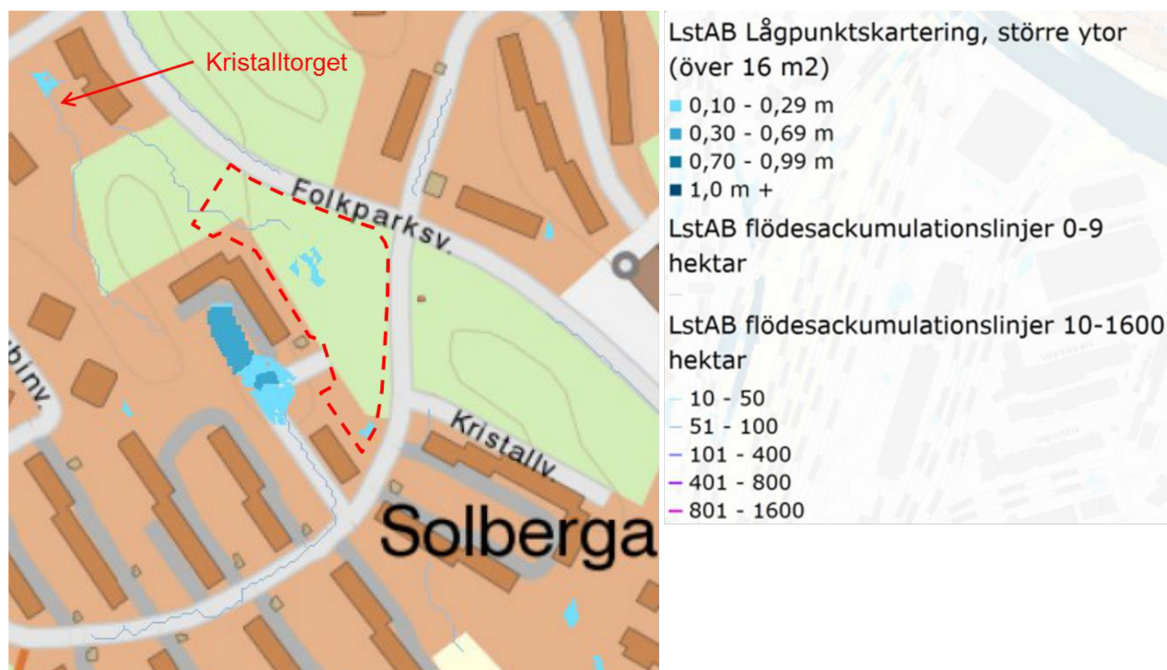 Kristalltorget
Folkparksv.
Kristallv.
Solberga
LstAB Lågpunktskartering, större ytor
(över 16 m2)
0,10 - 0,29 m
0,30 - 0,69 m
0,70 - 0,99 m
1,0 m +
LstAB flödesackumulationslinjer 0-9
hektar
LstAB flödesackumulationslinjer 10-1600
hektar
10 - 50
51 - 100
101 - 400
401 - 800
801 - 1600